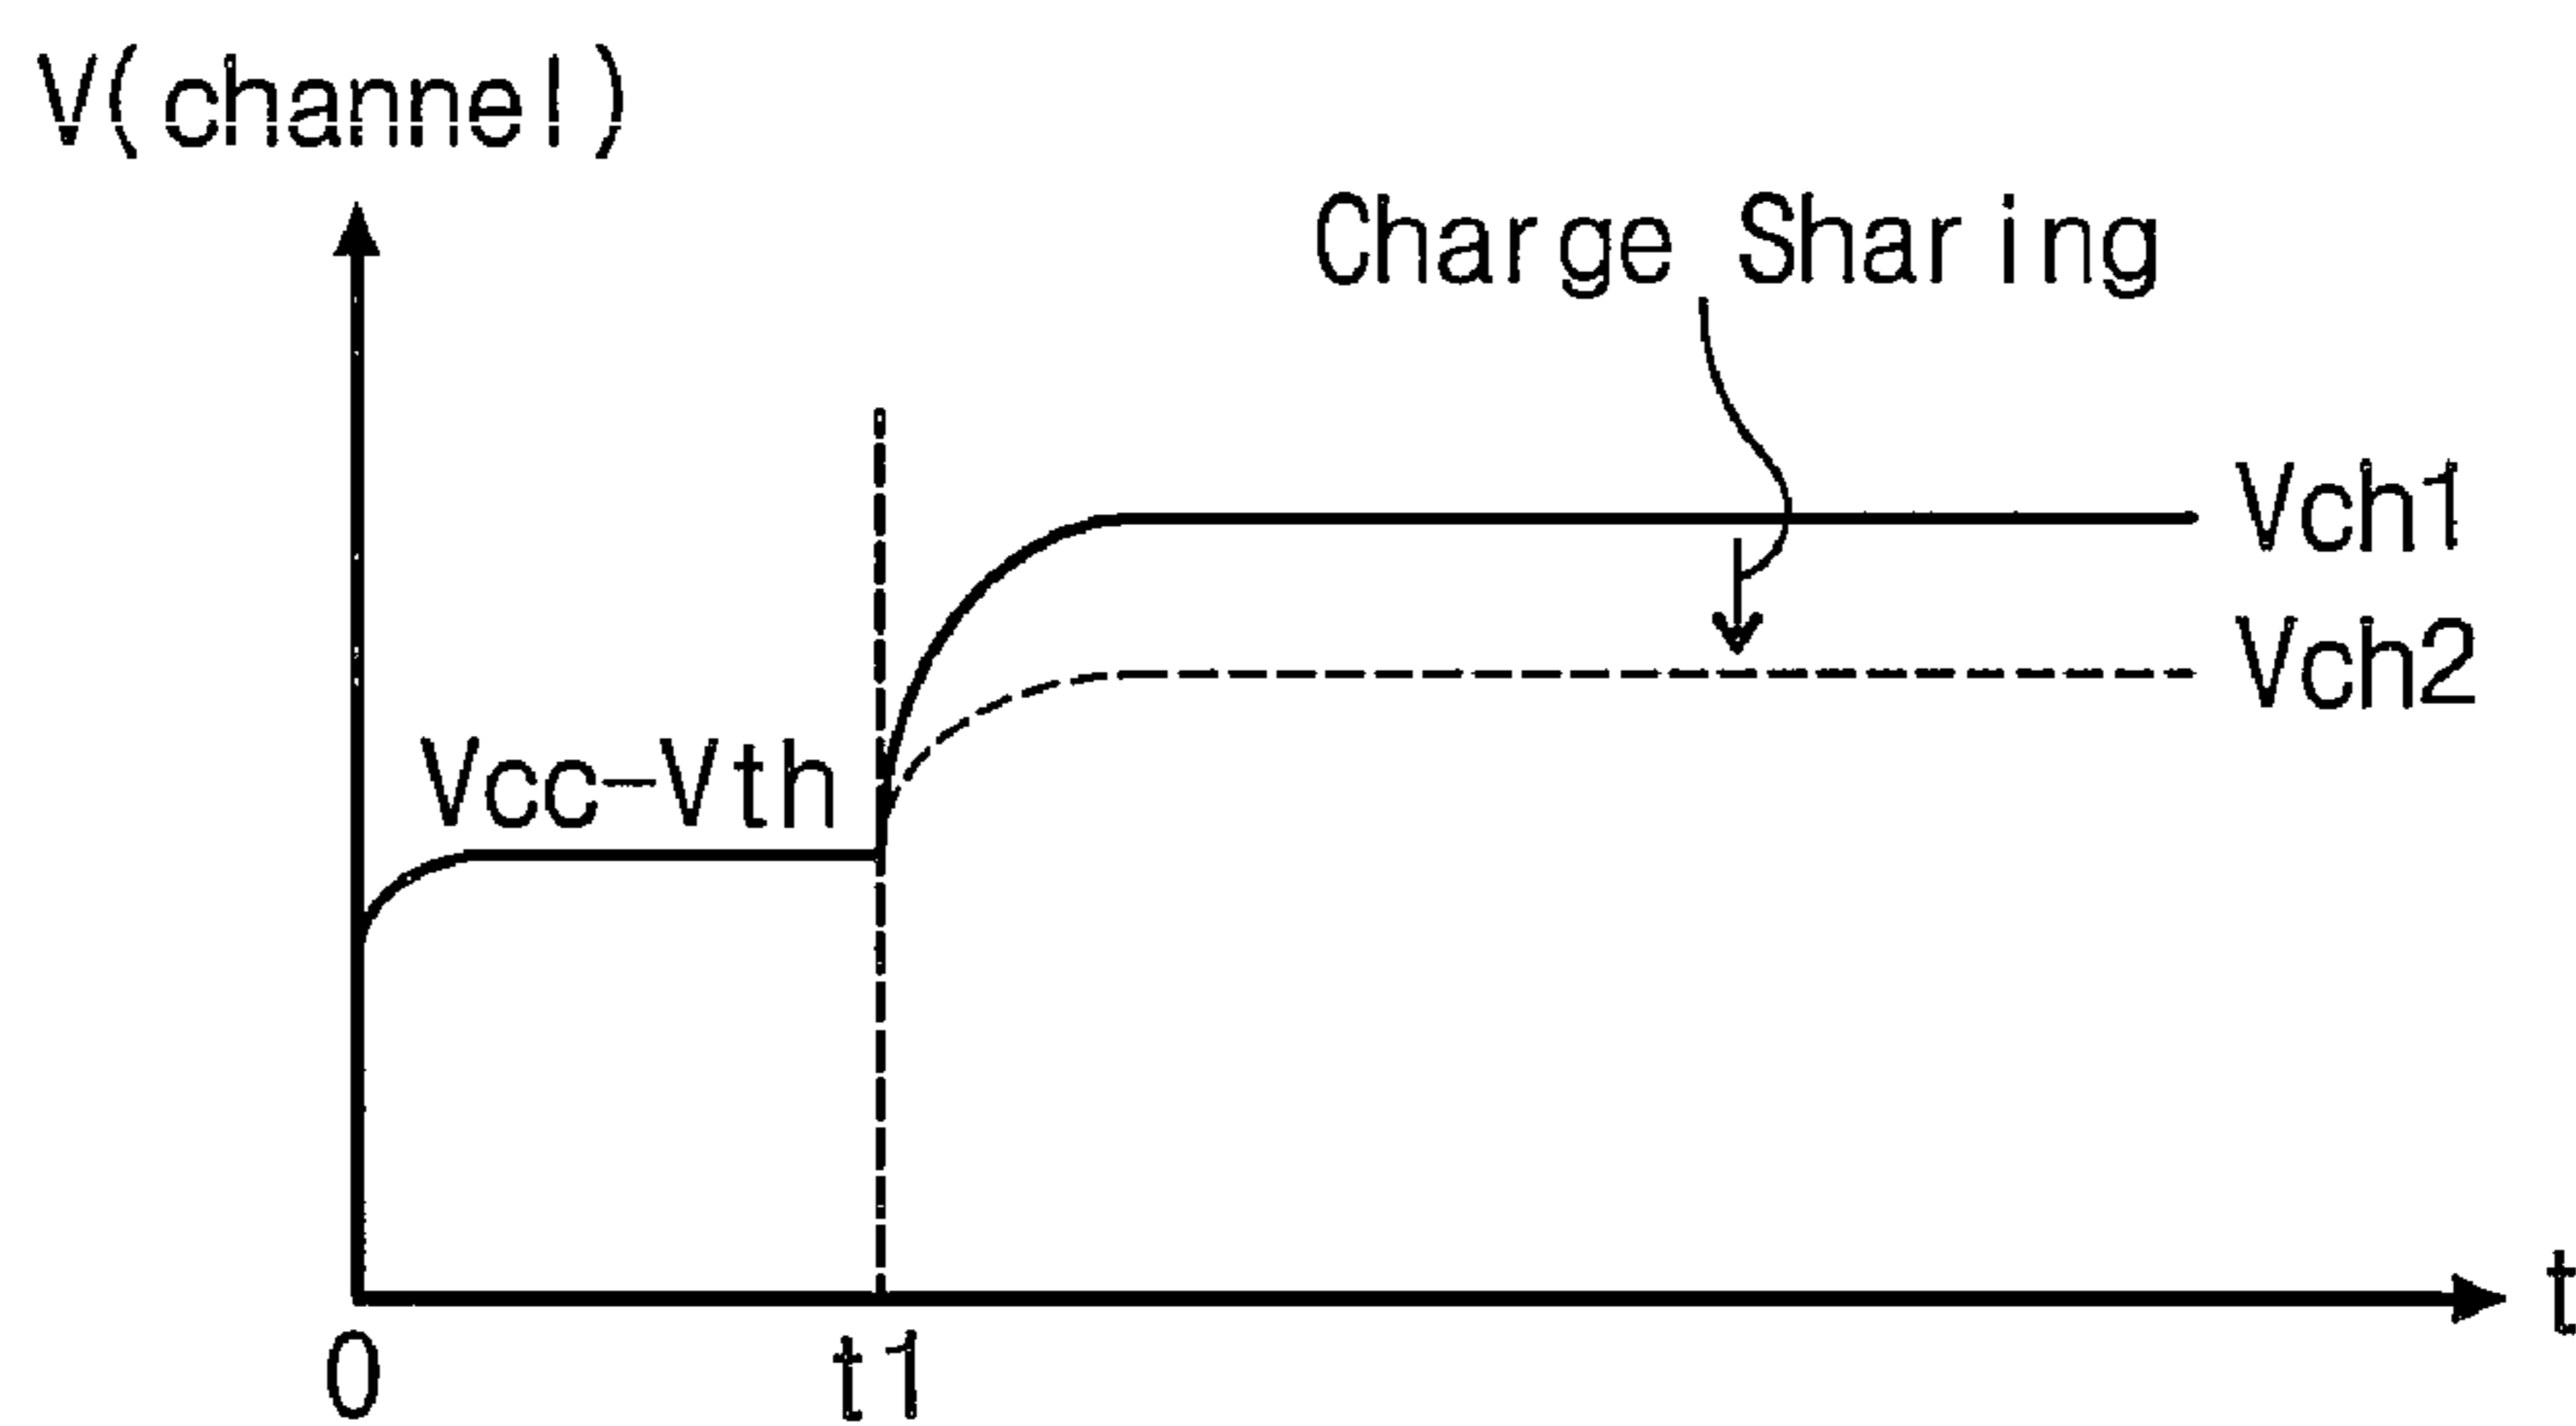 V(channel)
Charge Sharing
Vch1
Vch2
Vcc-Vth
t
0
t1